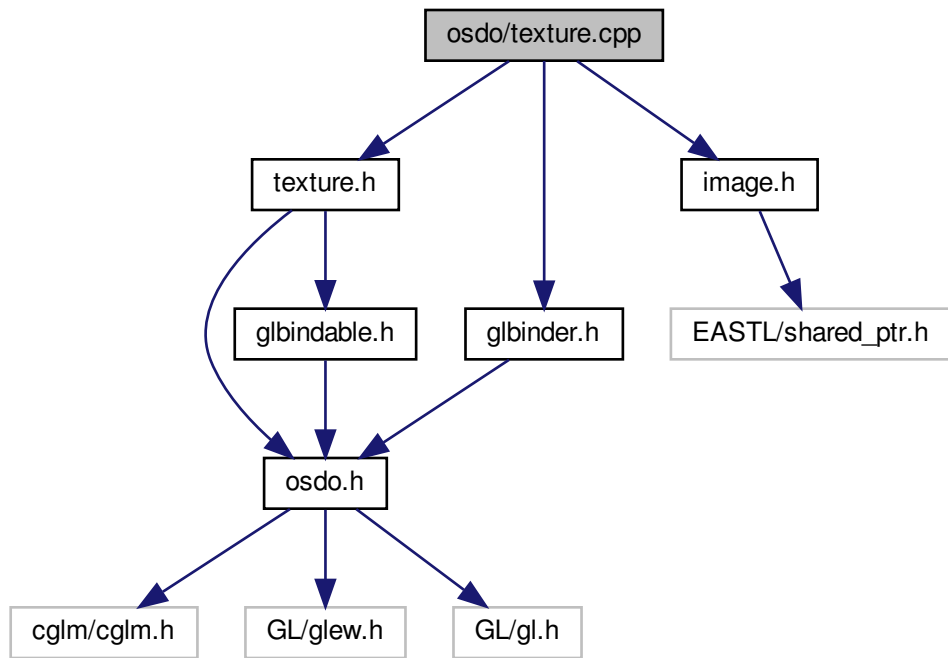 osdo/texture.cpp
texture.h
image.h
glbindable.h
glbinder.h
EASTL/shared_ptr.h
osdo.h
cglm/cglm.h
GL/glew.h
GL/gl.h